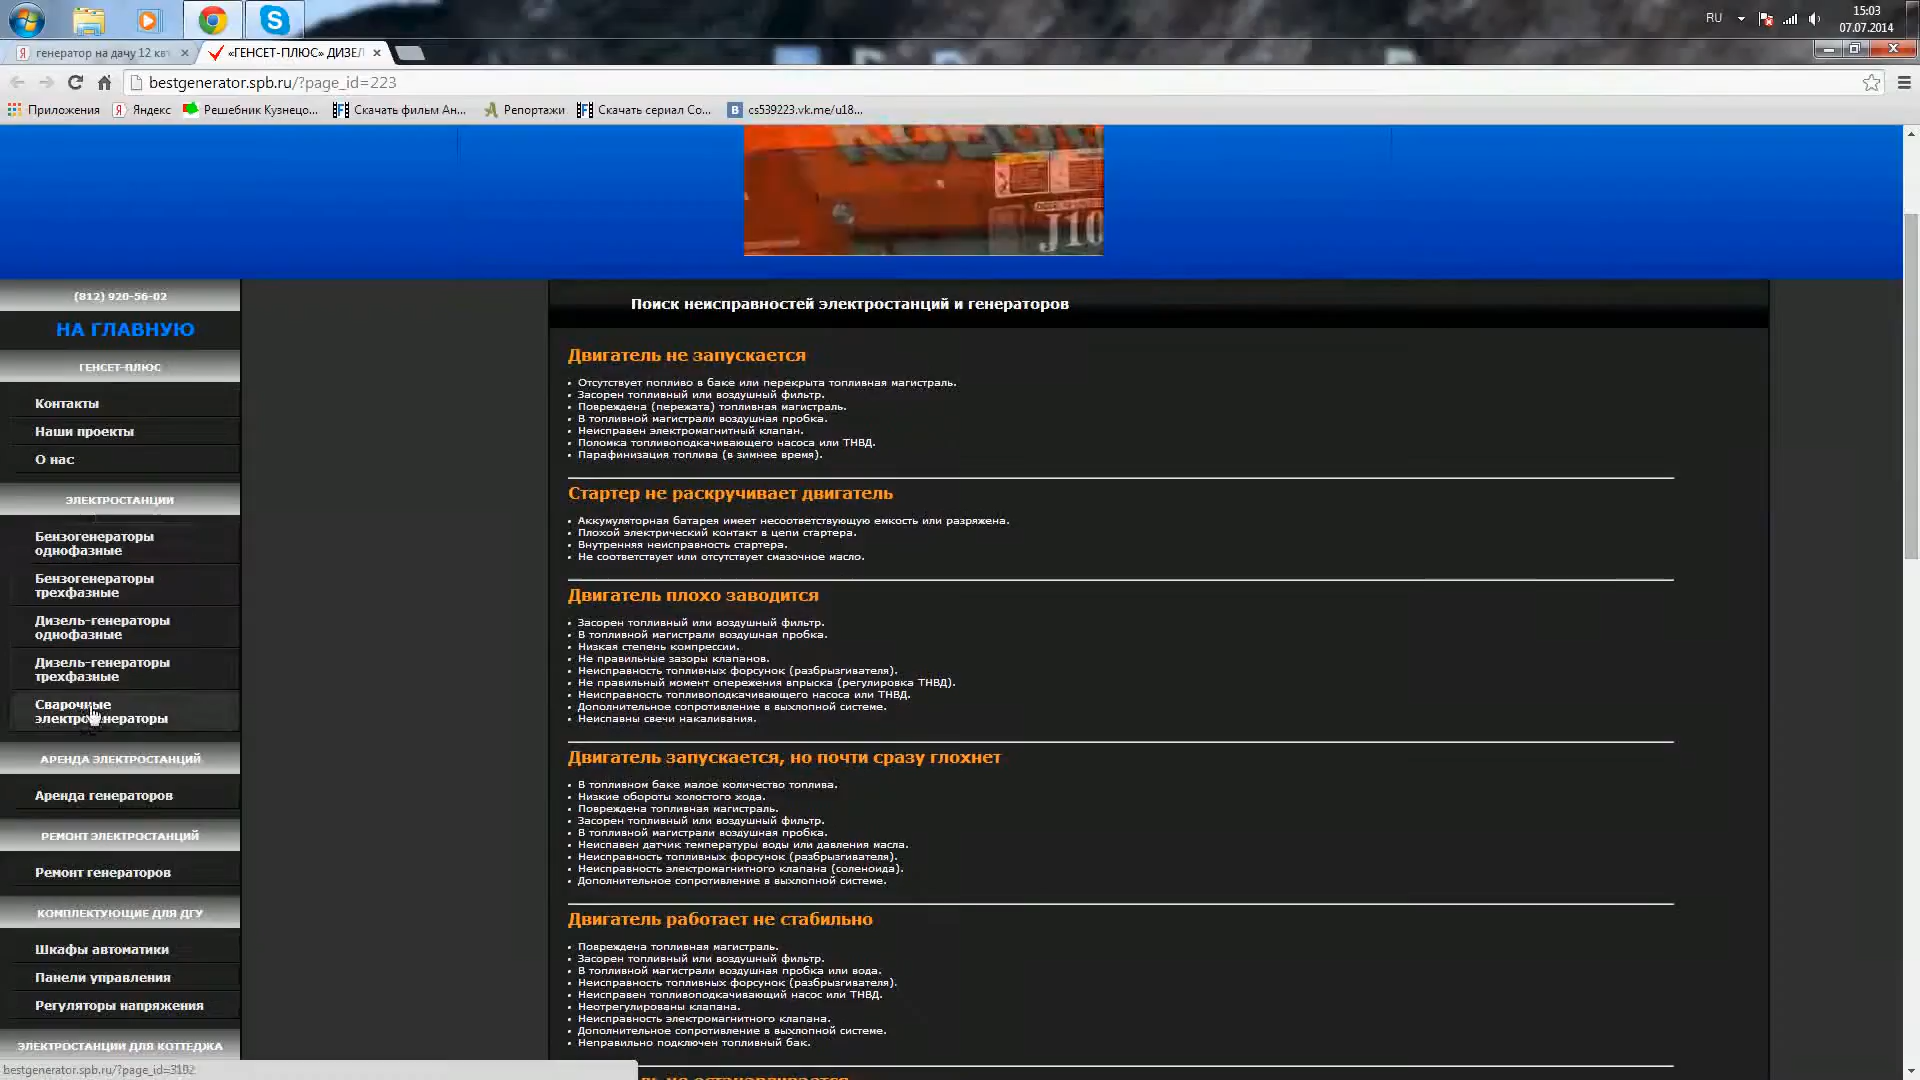 RU
15:03
07.07.2014
генератор на дачу 12 кв
«ГЕНСЕТ-ПЛЮС» ДИЗЕЛ
bestgenerator.spb.ru/?page_id=223
Приложения
Яндекс
Решебник Кузнецо...
Скачать фильм Ан...
Репортажи
Скачать сериал Со...
cs539223.vk.me/u18...
J10
(812) 920-56-02
НА ГЛАВНУЮ
ГЕНСЕТ-ПЛЮС
Контакты
Наши проекты
О нас
ЭЛЕКТРОСТАНЦИИ
Бензогенераторы
однофазные
Бензогенераторы
трехфазные
Дизель-генераторы
однофазные
Дизель-генераторы
трехфазные
Сварочные
электрогенераторы
АРЕНДА ЭЛЕКТРОСТАНЦИЙ
Аренда генераторов
РЕМОНТ ЭЛЕКТРОСТАНЦИЙ
Ремонт генераторов
КОМПЛЕКТУЮЩИЕ ДЛЯ ДГУ
Шкафы автоматики
Панели управления
Регуляторы напряжения
ЭЛЕКТРОСТАНЦИИ ДЛЯ КОТТЕДЖА
Поиск неисправностей электростанций и генераторов
Двигатель не запускается
• Отсутствует попливо в баке или перекрыта топливная магистраль.
• Засорен топливный или воздушный фильтр.
• Повреждена (пережата) топливная магистраль.
• В топливной магистрали воздушная пробка.
• Неисправен электромагнитный клапан.
• Поломка топливоподкачивающего насоса или ТНВД.
• Парафинизация топлива (в зимнее время).
Стартер не раскручивает двигатель
• Аккумуляторная батарея имеет несоответствующую емкость или разряжена.
• Плохой электрический контакт в цепи стартера.
• Внутренняя неисправность стартера.
• Не соответствует или отсутствует смазочное масло.
Двигатель плохо заводится
• Засорен топливный или воздушный фильтр.
• В топливной магистрали воздушная пробка.
• Низкая степень компрессии.
• Не правильные зазоры клапанов.
• Неисправность топливных форсунок (разбрызгивателя).
• Не правильный момент опережения впрыска (регулировка ТНВД).
• Неисправность топливоподкачивающего насоса или ТНВД.
• Дополнительное сопротивление в выхлопной системе.
• Неиспавны свечи накаливания.
Двигатель запускается, но почти сразу глохнет
• В топливном баке малое количество топлива.
• Низкие обороты холостого хода.
• Повреждена топливная магистраль.
• Засорен топливный или воздушный фильтр.
• В топливной магистрали воздушная пробка.
• Неиспавен датчик температуры воды или давления масла.
• Неисправность топливных форсунок (разбрызгивателя).
• Неисправность электромагнитного клапана (соленоида).
• Дополнительное сопротивление в выхлопной системе.
Двигатель работает не стабильно
• Повреждена топливная магистраль.
• Засорен топливный или воздушный фильтр.
• В топливной магистрали воздушная пробка или вода.
• Неисправность топливных форсунок (разбрызгивателя).
• Неисправен топливоподкачивающий насос или ТНВД.
• Неотрегулированы клапана.
• Неисправность электромагнитного клапана.
• Дополнительное сопротивление в выхлопной системе.
• Неправильно подключен топливный бак.
bestgenerator.spb.ru/?page_id=3192